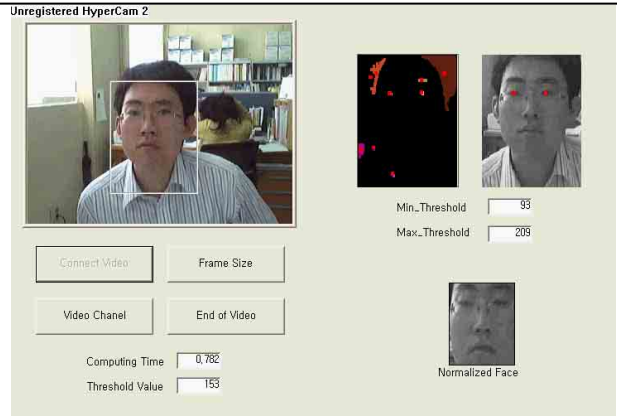 Unregistered HyperCam 2
Min_Threshold 93
Max_Threshold 209
Connect Video
Frame Size
Video Chanel
End of Video
Computing Time 0,782
Threshold Value 153
Normalized Face